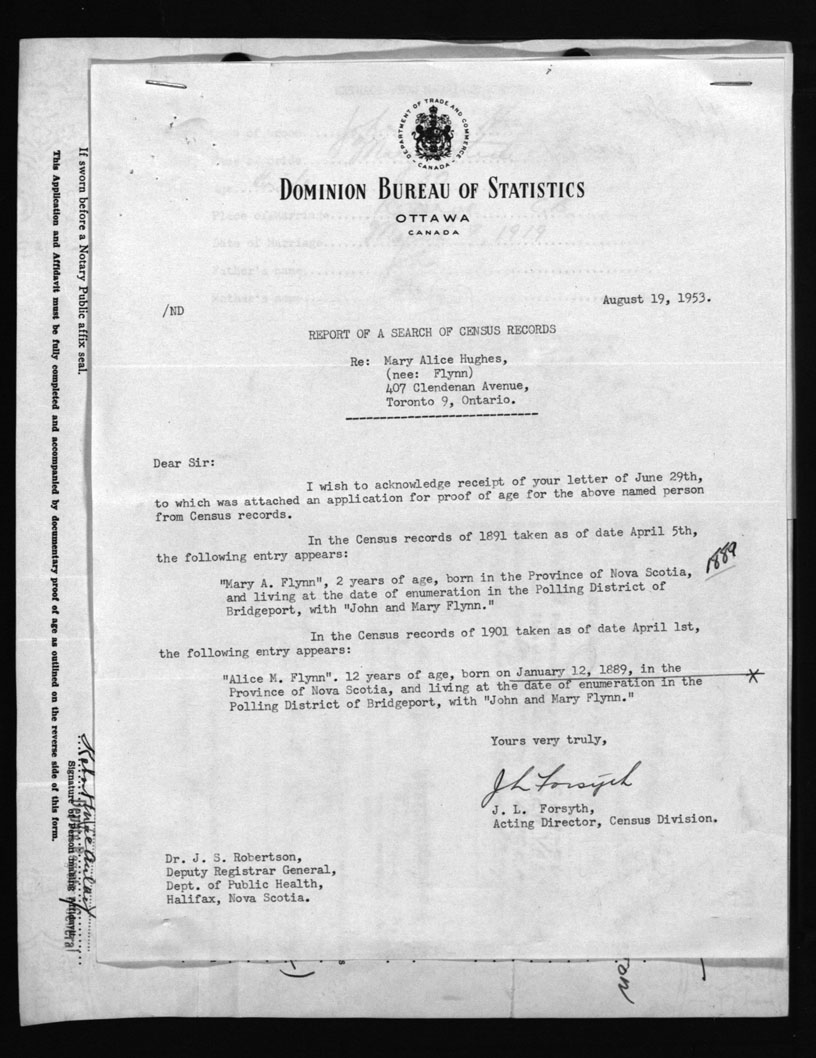 DEPARTMENT OF TRADE AND COMMERCE
CANADA
DOMINION BUREAU OF STATISTICS
OTTAWA
CANADA
August 19, 1953.
/ND
REPORT OF A SEARCH OF CENSUS RECORDS
Re: Mary Alice Hughes,
(nee: Flynn)
407 Clendenan Avenue,
Toronto 9, Ontario.
Dear Sir:
I wish to acknowledge receipt of your letter of June 29th,
to which was attached an application for proof of age for the above named person
from Census records.
In the Census records of 1891 taken as of date April 5th,
the following entry appears:
1889
"Mary A. Flynn", 2 years of age, born in the Province of Nova Scotia,
and living at the date of enumeration in the Polling District of
Bridgeport, with "John and Mary Flynn."
In the Census records of 1901 taken as of date April 1st,
the following entry appears:
"Alice M. Flynn". 12 years of age, born on January 12, 1889, in the
Province of Nova Scotia, and living at the date of enumeration in the
Polling District of Bridgeport, with "John and Mary Flynn."
Yours very truly,
J L Forsyth
J. L. Forsyth,
Acting Director, Census Division.
Dr. J. S. Robertson,
Deputy Registrar General,
Dept. of Public Health,
Halifax, Nova Scotia.
If sworn before a Notary Public affix seal.
This Application and Affidavit must be fully completed and accompanied by documentary proof of age as outlined on the reverse side of this form.
Signature of Person
Place of Marriage
Date of Marriage 1919
Father's name
Mother's name